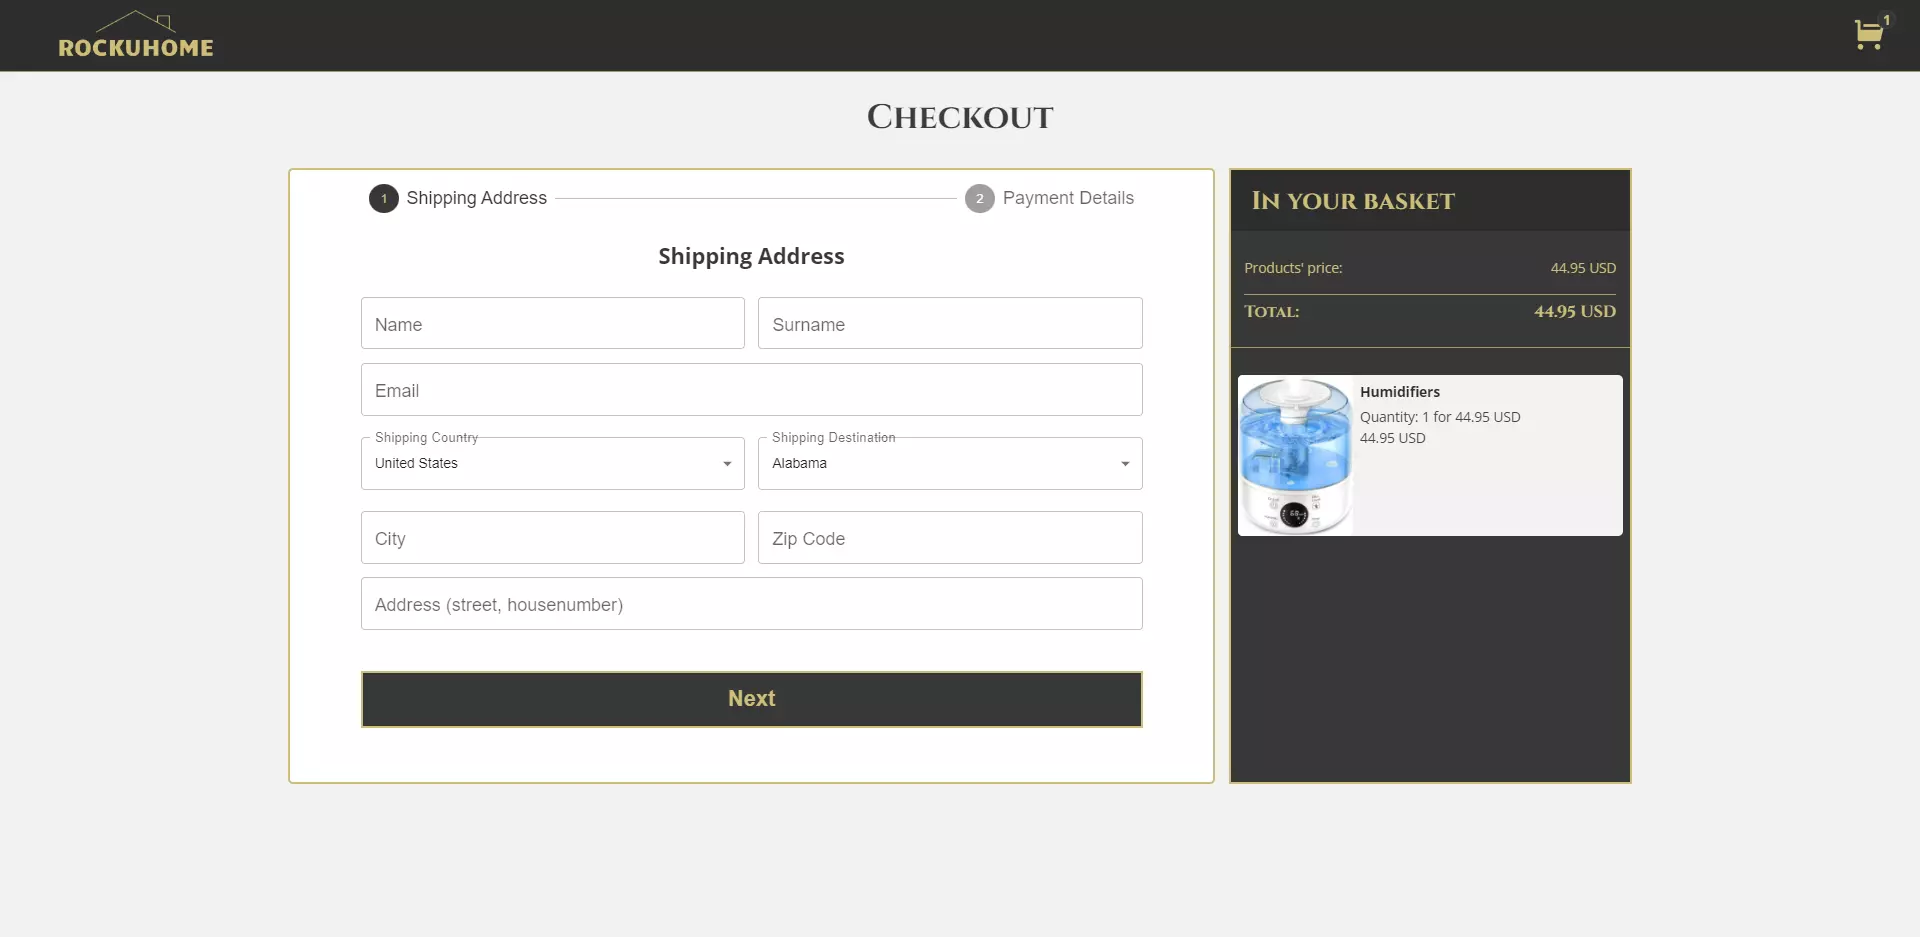 ROCKUHOME
1
Checkout
1 Shipping Address
2 Payment Details
Shipping Address
Name
Surname
Email
Shipping Country
United States
Shipping Destination
Alabama
City
Zip Code
Address (street, housenumber)
Next
In your basket
Products' price: 44.95 USD
Total: 44.95 USD
Humidifiers
Quantity: 1 for 44.95 USD
44.95 USD